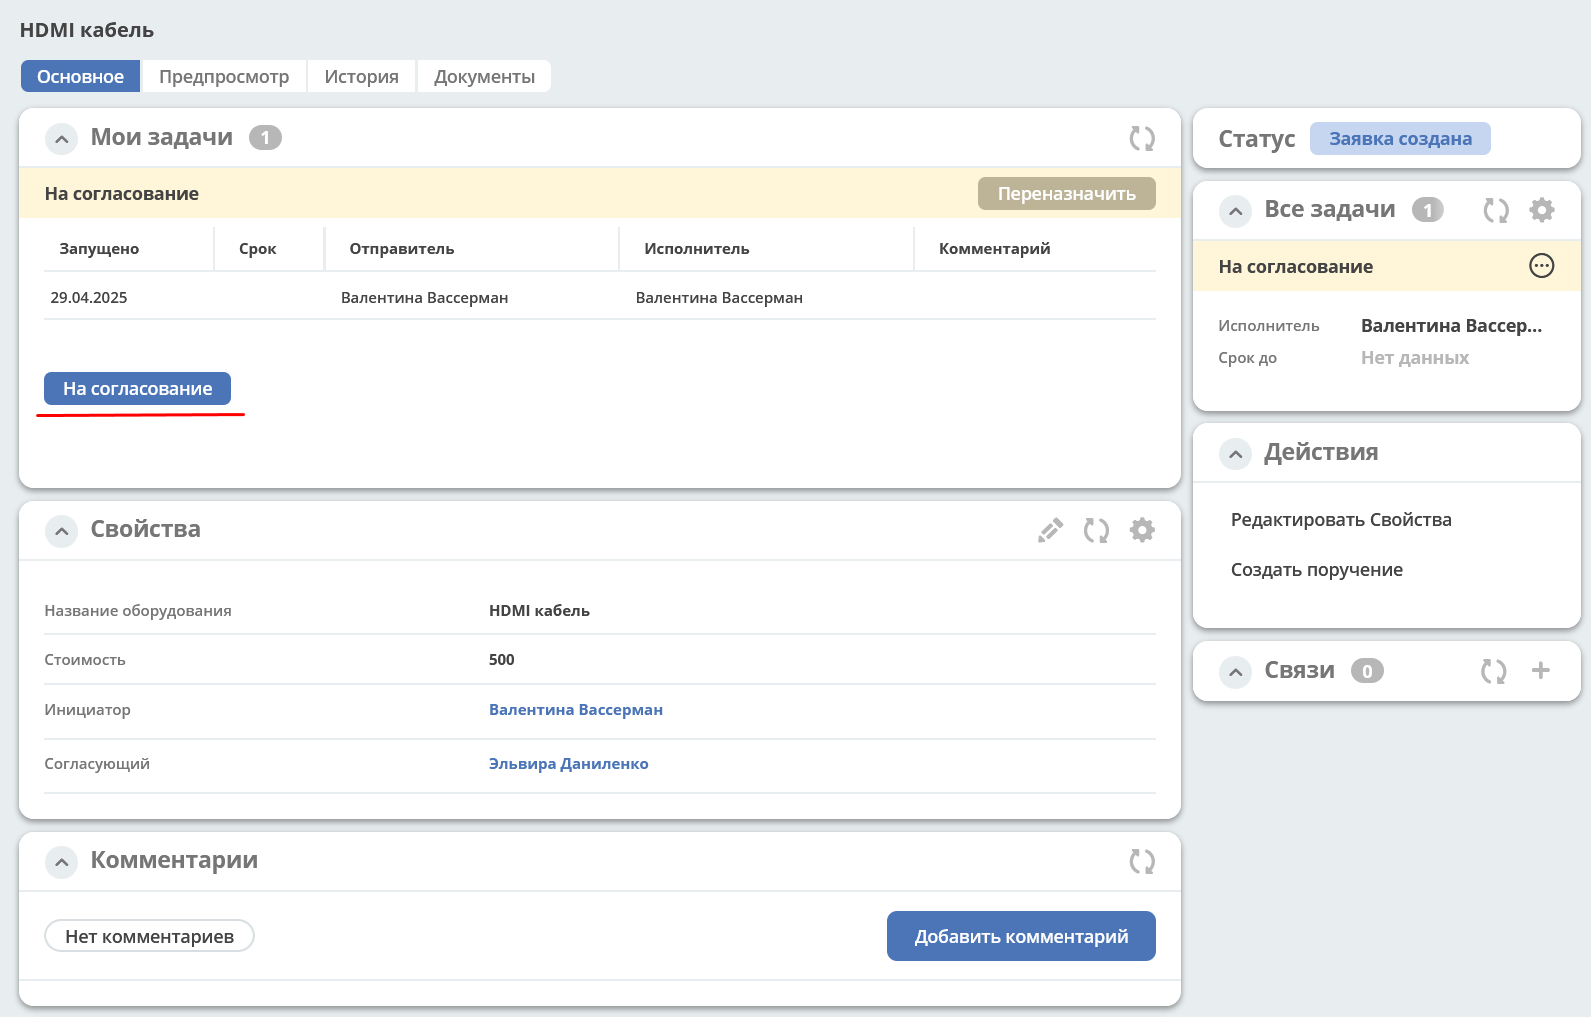 HDMI кабель
Основное Предпросмотр История Документы
Мои задачи 1
На согласование Переназначить
Запущено Срок Отправитель Исполнитель Комментарий
29.04.2025 Валентина Вассерман Валентина Вассерман
На согласование
Свойства
Название оборудования HDMI кабель
Стоимость 500
Инициатор Валентина Вассерман
Согласующий Эльвира Даниленко
Комментарии
Нет комментариев Добавить комментарий
Статус Заявка создана
Все задачи 1
На согласование
Исполнитель Валентина Вассер...
Срок до Нет данных
Действия
Редактировать Свойства
Создать поручение
Связи 0